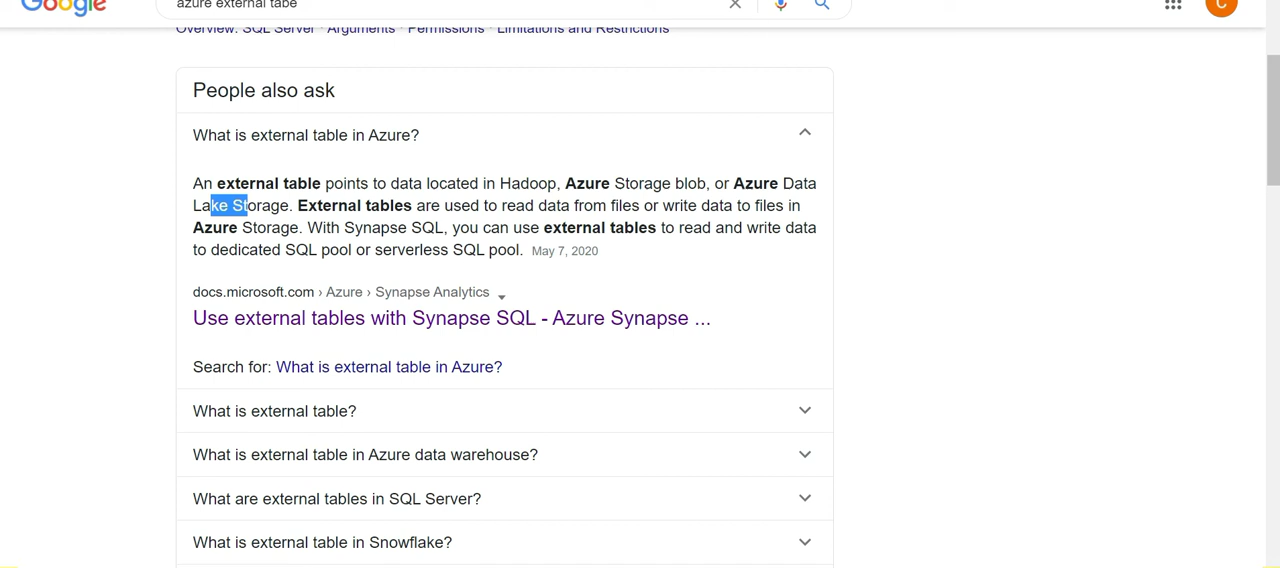 Google
azure external tabe
C
Overview: SQL Server · Arguments · Permissions · Limitations and Restrictions
People also ask
What is external table in Azure?
An external table points to data located in Hadoop, Azure Storage blob, or Azure Data
Lake Storage. External tables are used to read data from files or write data to files in
Azure Storage. With Synapse SQL, you can use external tables to read and write data
to dedicated SQL pool or serverless SQL pool. May 7, 2020
docs.microsoft.com › Azure › Synapse Analytics
Use external tables with Synapse SQL - Azure Synapse ...
Search for: What is external table in Azure?
What is external table?
What is external table in Azure data warehouse?
What are external tables in SQL Server?
What is external table in Snowflake?